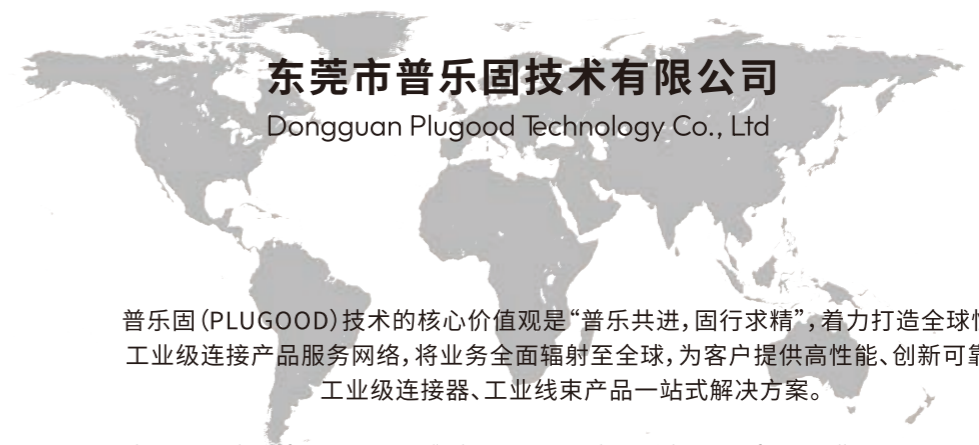 东莞市普乐固技术有限公司
Dongguan Plugood Technology Co., Ltd
普乐固（PLUGOOD）技术的核心价值观是“普乐共进，固行求精”，着力打造全球
工业级连接产品服务网络，将业务全面辐射至全球，为客户提供高性能、创新可
工业级连接器、工业线束产品一站式解决方案。